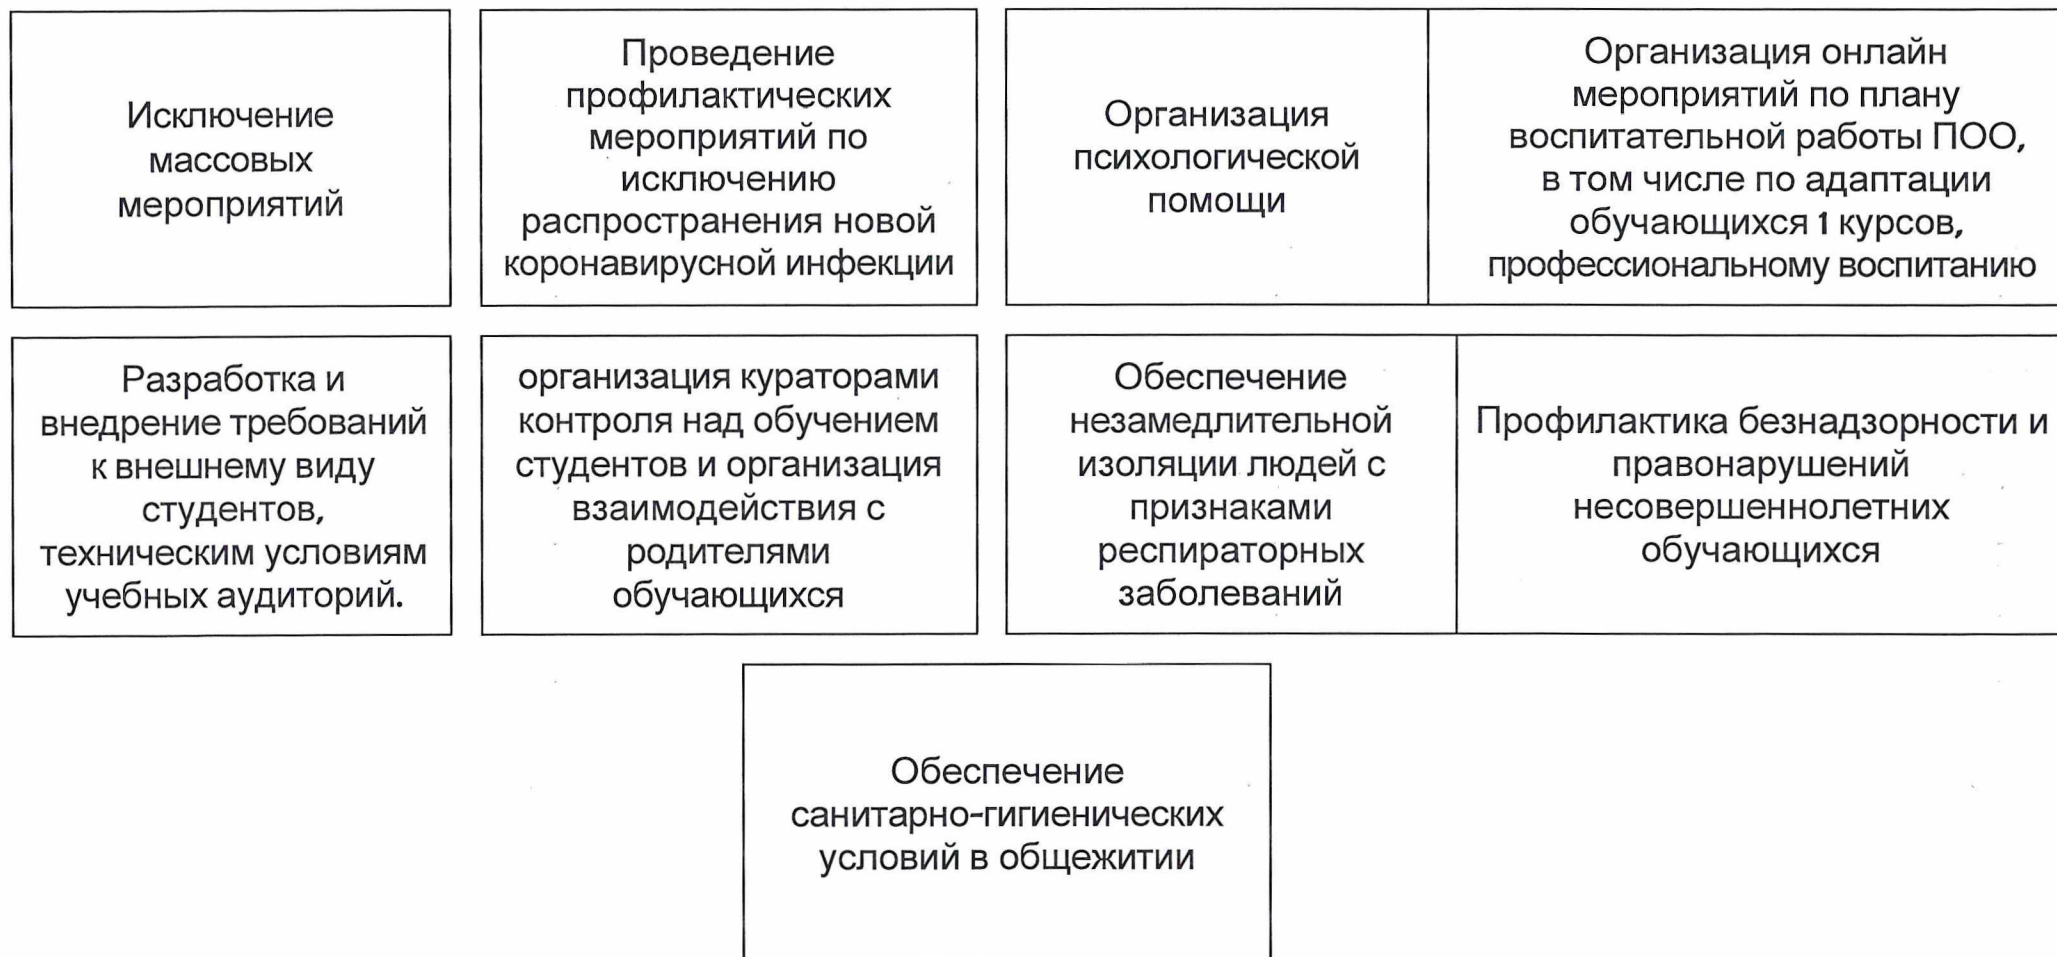 Исключение
массовых
мероприятий
Проведение
профилактических
мероприятий по
исключению
распространения новой
коронавирусной инфекции
Организация
психологической
помощи
Организация онлайн
мероприятий по плану
воспитательной работы ПОО,
в том числе по адаптации
обучающихся 1 курсов,
профессиональному воспитанию
Разработка и
внедрение требований
к внешнему виду
студентов,
техническим условиям
учебных аудиторий.
организация кураторами
контроля над обучением
студентов и организация
взаимодействия с
родителями
обучающихся
Обеспечение
незамедлительной
изоляции людей с
признаками
респираторных
заболеваний
Профилактика безнадзорности и
правонарушений
несовершеннолетних
обучающихся
Обеспечение
санитарно-гигиенических
условий в общежитии